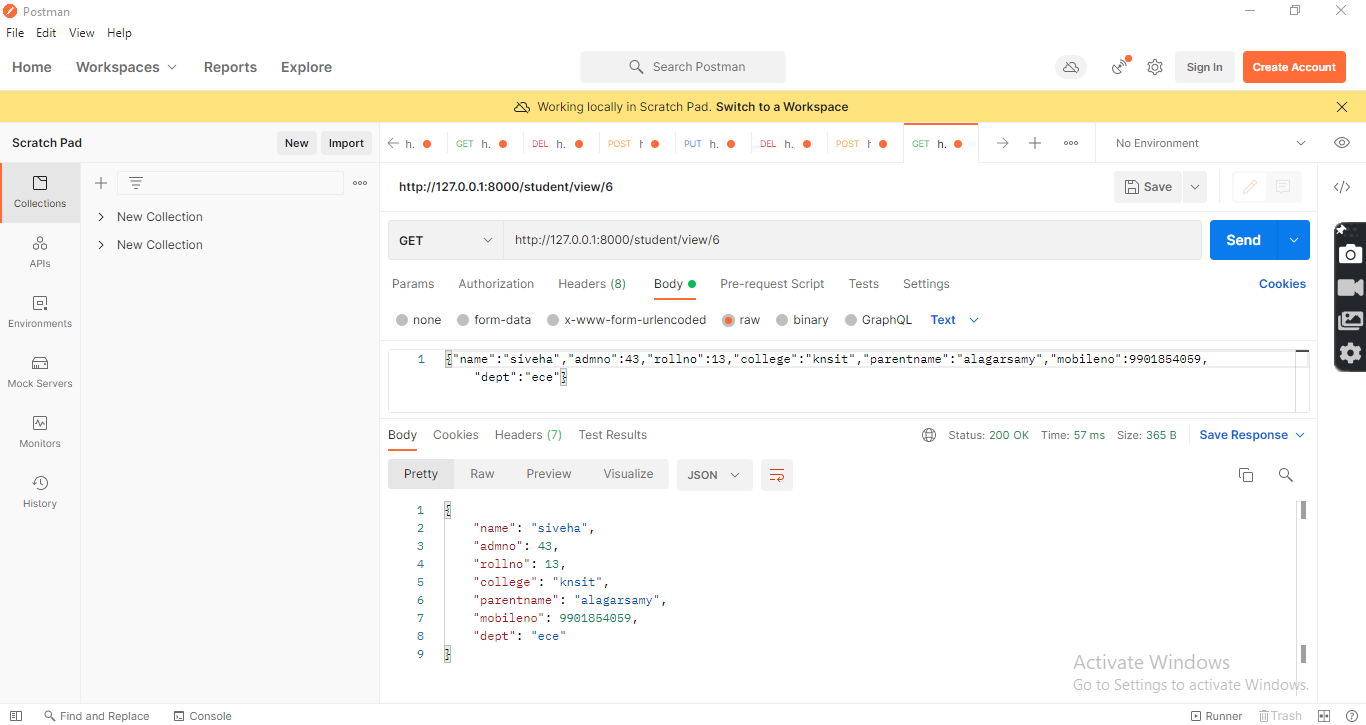 Postman
File Edit View Help
Home Workspaces Reports Explore Search Postman Sign In Create Account
Working locally in Scratch Pad. Switch to a Workspace
Scratch Pad New Import h. GET h. DEL h. POST h PUT h. DEL h. POST h GET h. No Environment
Collections
APIs
Environments
Mock Servers
Monitors
History
New Collection
New Collection
http://127.0.0.1:8000/student/view/6 Save
GET http://127.0.0.1:8000/student/view/6 Send
Params Authorization Headers (8) Body Pre-request Script Tests Settings Cookies
none form-data x-www-form-urlencoded raw binary GraphQL Text
1 {"name":"siveha","admno":43,"rollno":13,"college":"knsit","parentname":"alagarsamy","mobileno":9901854059,
"dept":"ece"}
Body Cookies Headers (7) Test Results Status: 200 OK Time: 57 ms Size: 365 B Save Response
Pretty Raw Preview Visualize JSON
1 {
2 "name": "siveha",
3 "admno": 43,
4 "rollno": 13,
5 "college": "knsit",
6 "parentname": "alagarsamy",
7 "mobileno": 9901854059,
8 "dept": "ece"
9 }
Activate Windows
Go to Settings to activate Windows.
Find and Replace Console Runner Trash